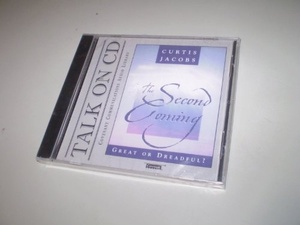 TALK ON CD
CURTIS
JACOBS
The Second
Coming
GREAT OR DREADFUL?